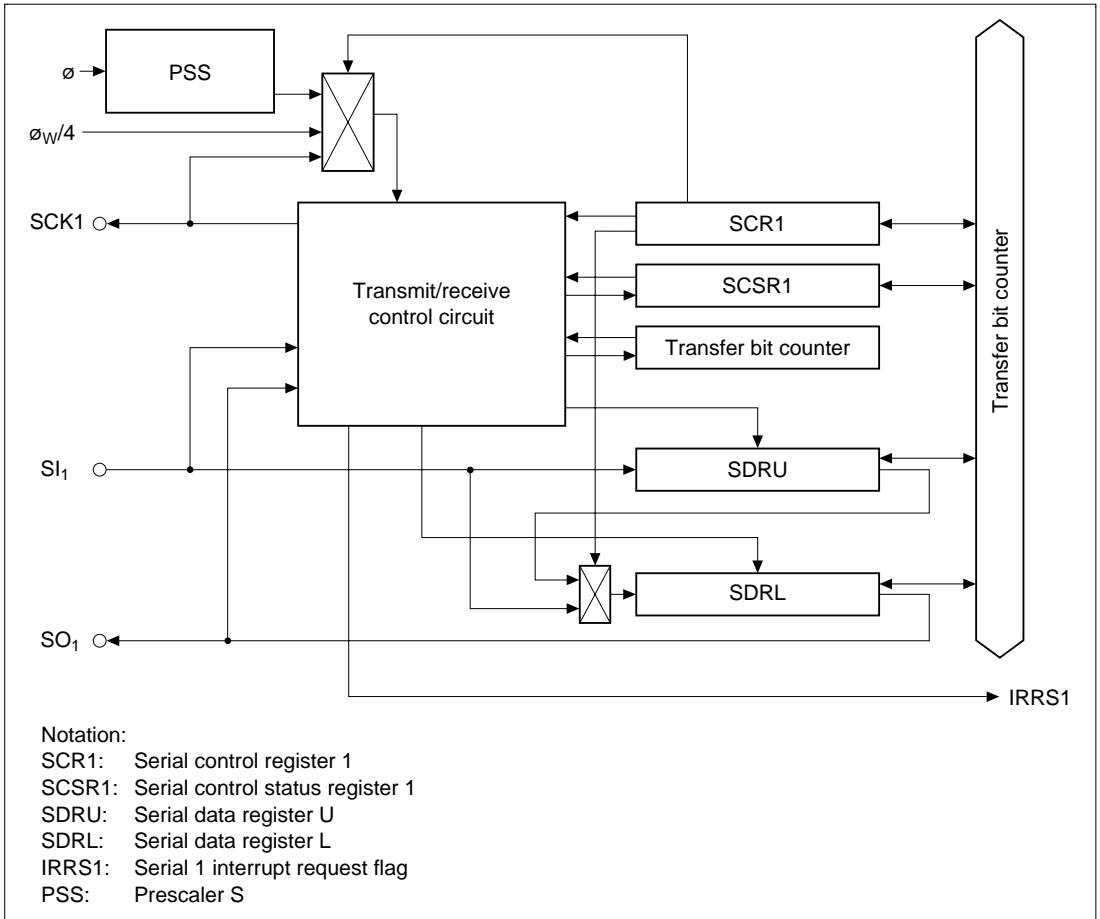 ø
PSS
øW/4
SCK1
SCR1
SCSR1
Transmit/receive
control circuit
Transfer bit counter
Transfer bit counter
SI1
SDRU
SDRL
SO1
IRRS1
Notation:
SCR1: Serial control register 1
SCSR1: Serial control status register 1
SDRU: Serial data register U
SDRL: Serial data register L
IRRS1: Serial 1 interrupt request flag
PSS: Prescaler S